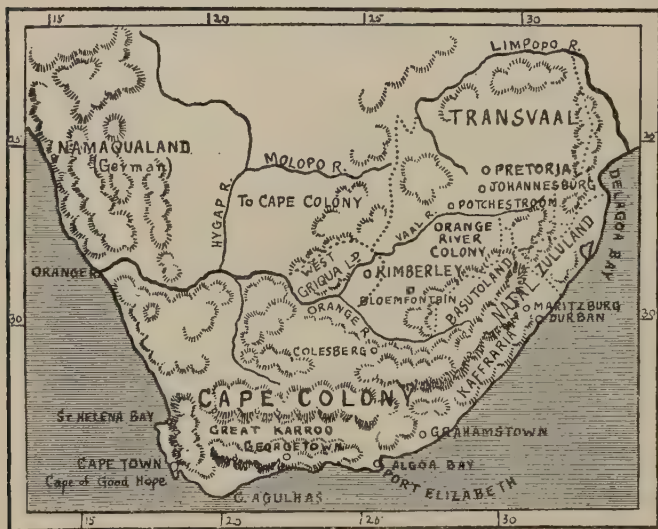 15 20 25 30
LIMPOPO R.
TRANSVAAL
25
NAMAQUALAND
(German)
MOLOPO R.
PRETORIA
JOHANNESBURG
POTCHESTROOM
DELAGOA BAY
HYGAP R.
TO CAPE COLONY
VAAL R.
ORANGE
RIVER
COLONY
WEST
GRIQUA LD.
KIMBERLEY
BASUTOLAND
NATAL
ZULULAND
ORANGE R.
BLOEMFONTEIN
ORANGE R.
MARITZBURG
DURBAN
30
30
COLESBERG
KAFFRARIA
CAPE COLONY
ST HELENA BAY
GREAT KARROO
GEORGETOWN
GRAHAMSTOWN
CAPE TOWN
Cape of Good Hope
ALGOA BAY
PORT ELIZABETH
C. AGULHAS
15 20 25 30